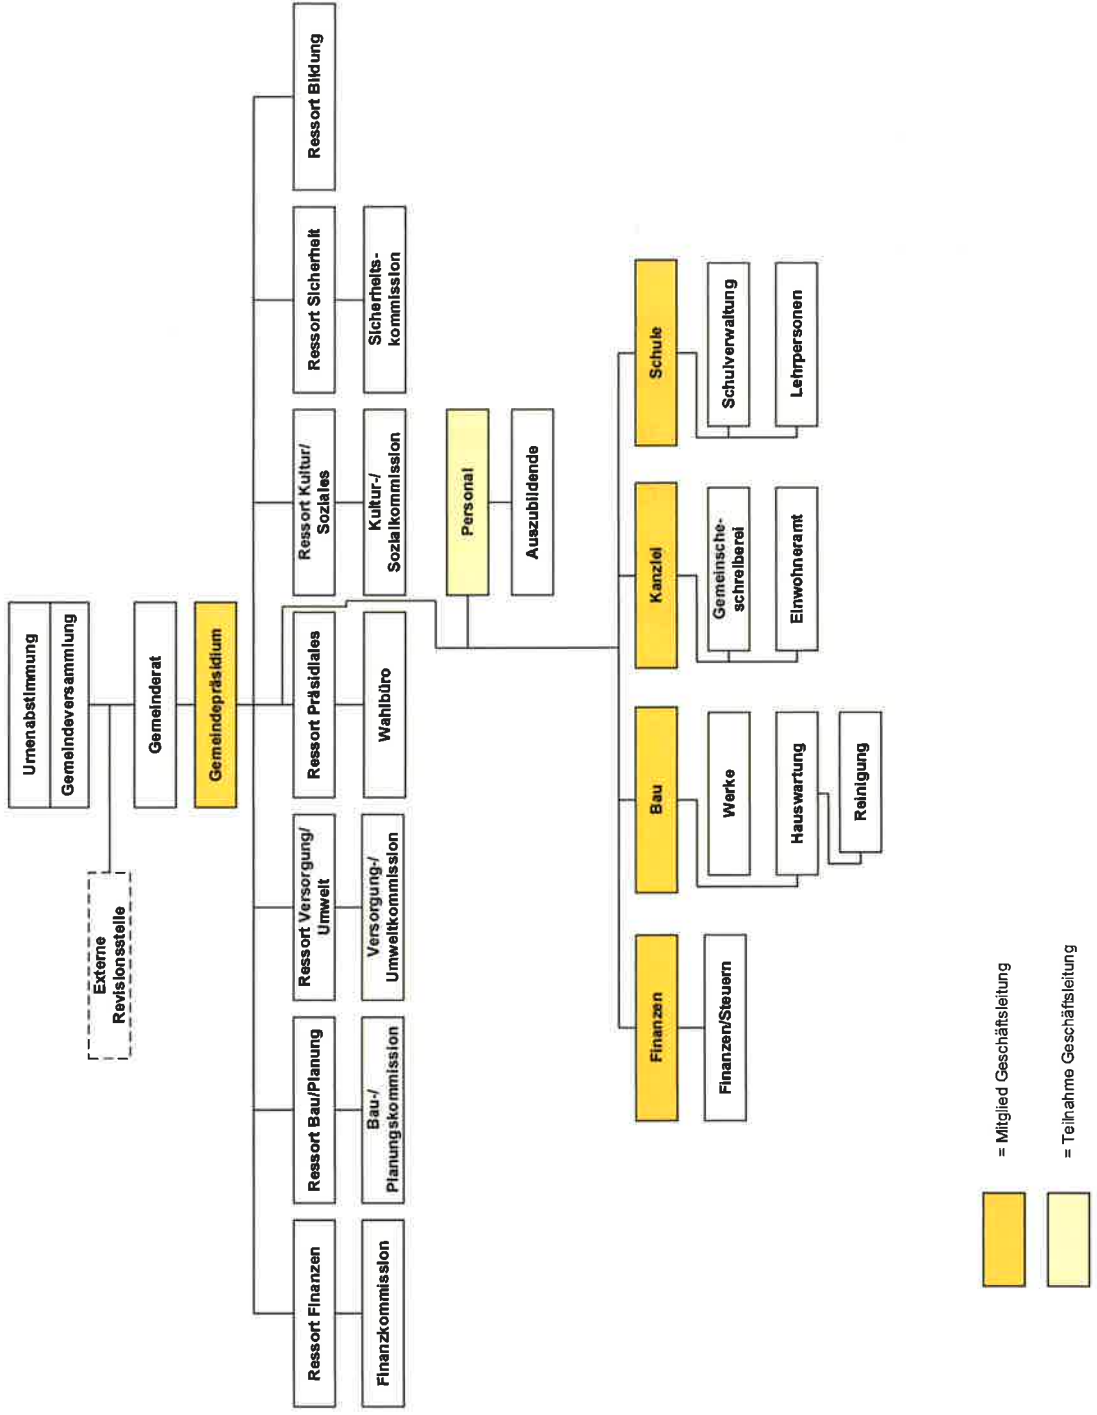 Urnenabstimmung
Gemeindeversammlung
Externe
Revisionsstelle
Gemeinderat
Gemeindepräsidium
Ressort Finanzen
Ressort Bau/Planung
Ressort Versorgung/
Umwelt
Ressort Präsidiales
Ressort Kultur/
Soziales
Ressort Sicherheit
Ressort Bildung
Finanzkommission
Bau-/
Planungskommission
Versorgung-/
Umweltkommission
Wahlbüro
Kultur-/
Sozialkommission
Sicherheits-
kommission
Personal
Auszubildende
Finanzen
Bau
Kanzlei
Schule
Finanzen/Steuern
Werke
Gemeinsche-
schreiberei
Schulverwaltung
Hauswartung
Einwohneramt
Lehrpersonen
Reinigung
= Mitglied Geschäftsleitung
= Teilnahme Geschäftsleitung